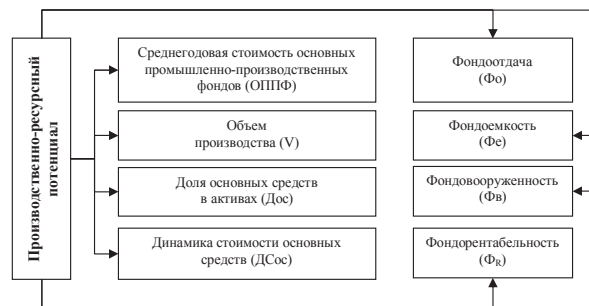 Производственно-ресурсный
потенциал
Среднегодовая стоимость основных
промышленно-производственных
фондов (ОППФ)
Объем
производства (V)
Доля основных средств
в активах (Дос)
Динамика стоимости основных
средств (ДСос)
Фондоотдача
(Фо)
Фондоемкость
(Фе)
Фондовооруженность
(Фв)
Фондорентабельность
(ФR)